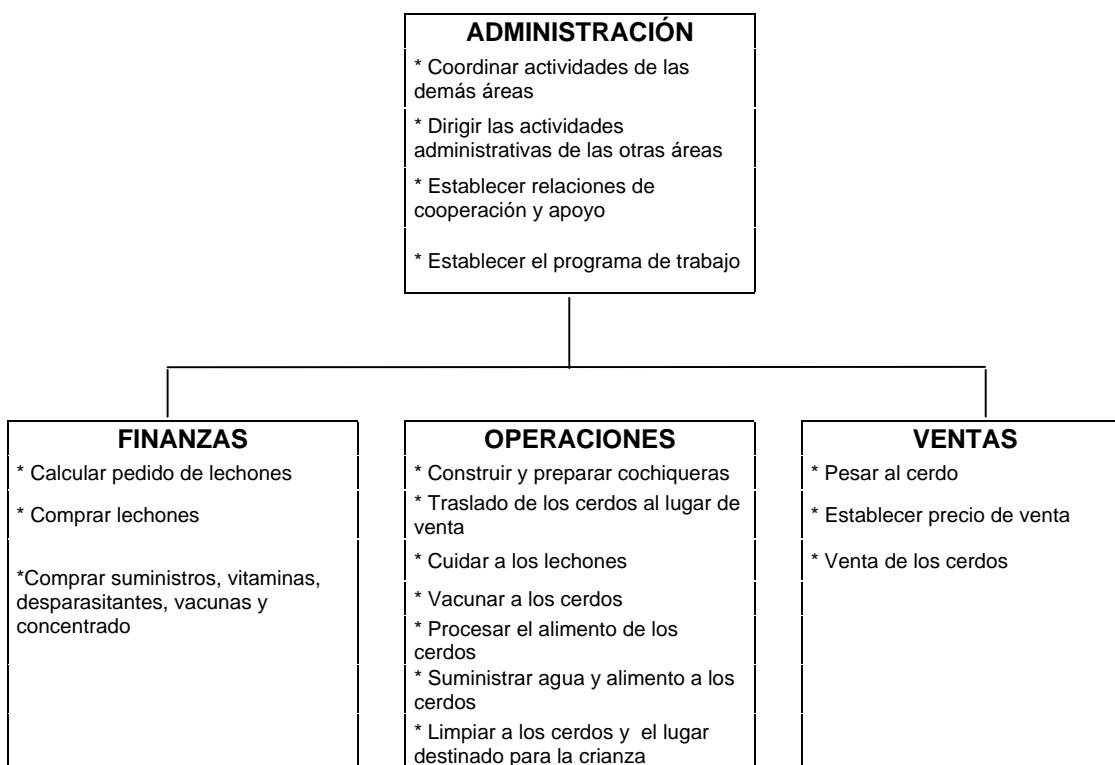 ADMINISTRACIÓN
* Coordinar actividades de las
demás áreas
* Dirigir las actividades
administrativas de las otras áreas
* Establecer relaciones de
cooperación y apoyo
* Establecer el programa de trabajo
FINANZAS
* Calcular pedido de lechones
* Comprar lechones
*Comprar suministros, vitaminas,
desparasitantes, vacunas y
concentrado
OPERACIONES
* Construir y preparar cochiqueras
* Traslado de los cerdos al lugar de
venta
* Cuidar a los lechones
* Vacunar a los cerdos
* Procesar el alimento de los
cerdos
* Suministrar agua y alimento a los
cerdos
* Limpiar a los cerdos y  el lugar
destinado para la crianza
VENTAS
* Pesar al cerdo
* Establecer precio de venta
* Venta de los cerdos